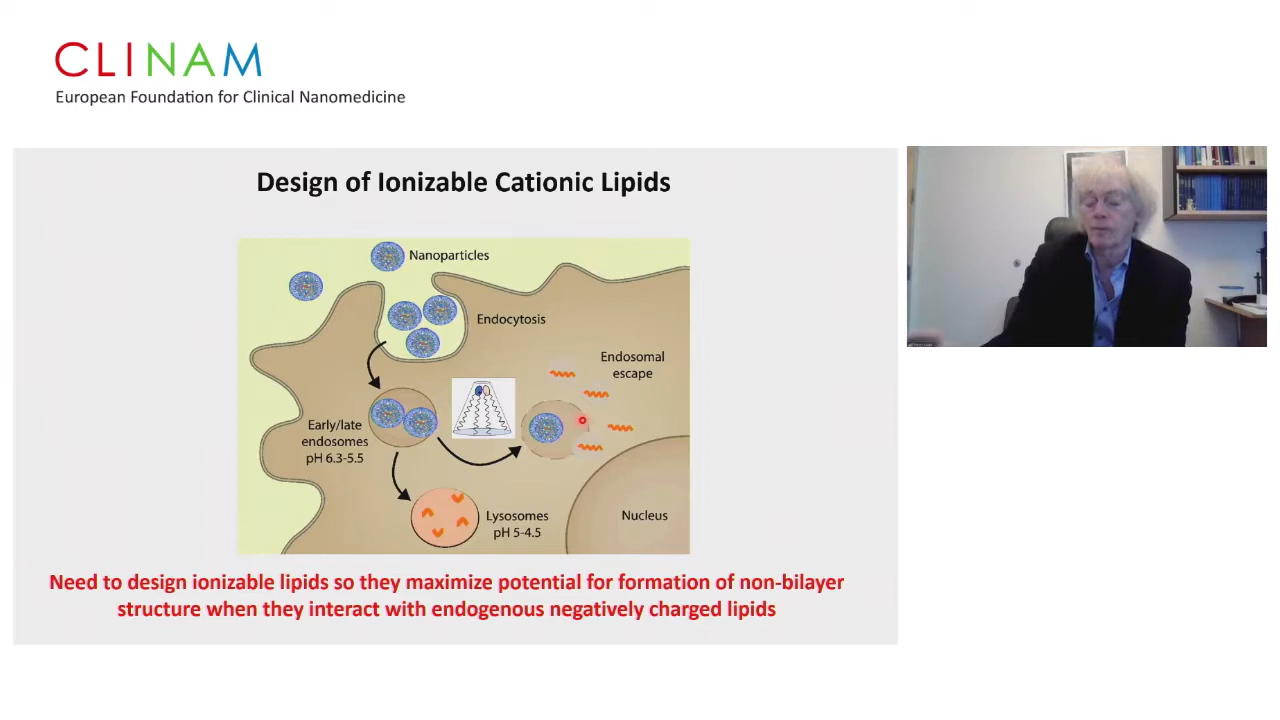 CLINAM
European Foundation for Clinical Nanomedicine
Design of Ionizable Cationic Lipids
Nanoparticles
Endocytosis
Endosomal
escape
Early/late
endosomes
pH 6.3-5.5
Lysosomes
pH 5-4.5
Nucleus
Need to design ionizable lipids so they maximize potential for formation of non-bilayer
structure when they interact with endogenous negatively charged lipids